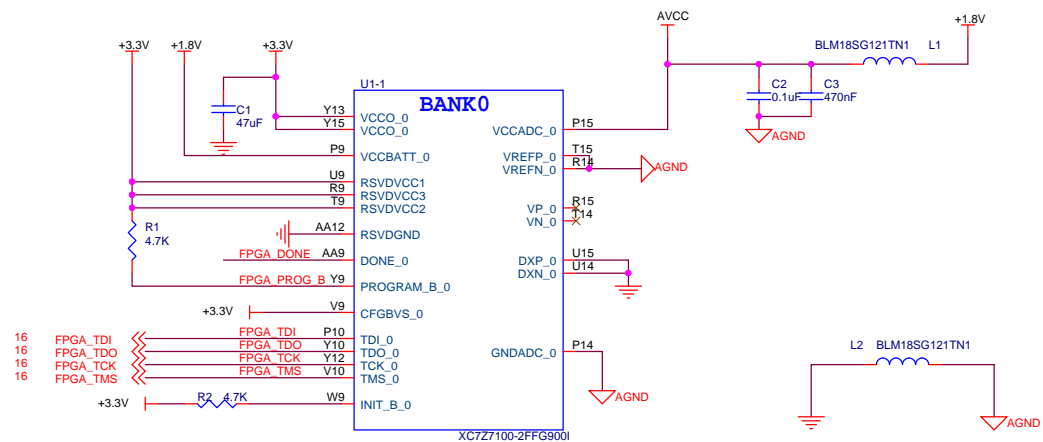 AVCC
+1.8V
+3.3V
+1.8V
+3.3V
BLM18SG121TN1
L1
U1-1
BANK0
C1
47uF
C2
0.1uF
C3
470nF
AGND
Y13
VCCO_0
Y15
VCCO_0
P9
VCCBATT_0
U9
RSVDVCC1
R9
RSVDVCC3
T9
RSVDVCC2
R1
4.7K
AA12
RSVDGND
FPGA_DONE
AA9
DONE_0
FPGA_PROG_B
Y9
PROGRAM_B_0
+3.3V
V9
CFGBVS_0
16
FPGA_TDI
FPGA_TDI
P10
TDI_0
16
FPGA_TDO
FPGA_TDO
Y10
TDO_0
16
FPGA_TCK
FPGA_TCK
Y12
TCK_0
16
FPGA_TMS
FPGA_TMS
V10
TMS_0
+3.3V
R2
4.7K
W9
INIT_B_0
VCCADC_0
P15
VREFP_0
T15
VREFN_0
R14
AGND
VP_0
R15
VN_0
T14
DXP_0
U15
DXN_0
U14
GNDADC_0
P14
AGND
XC7Z7100-2FFG900I
L2
BLM18SG121TN1
AGND